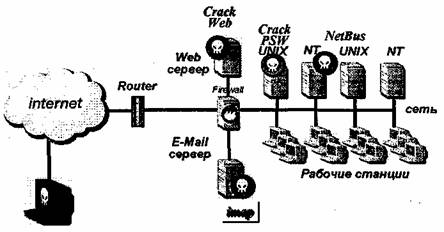 Crack
Web
Web
сервер
Crack
PSW
UNIX
NT
NetBus
UNIX
NT
internet
Router
Firewall
сеть
E-Mail
сервер
Рабочие станции
imap